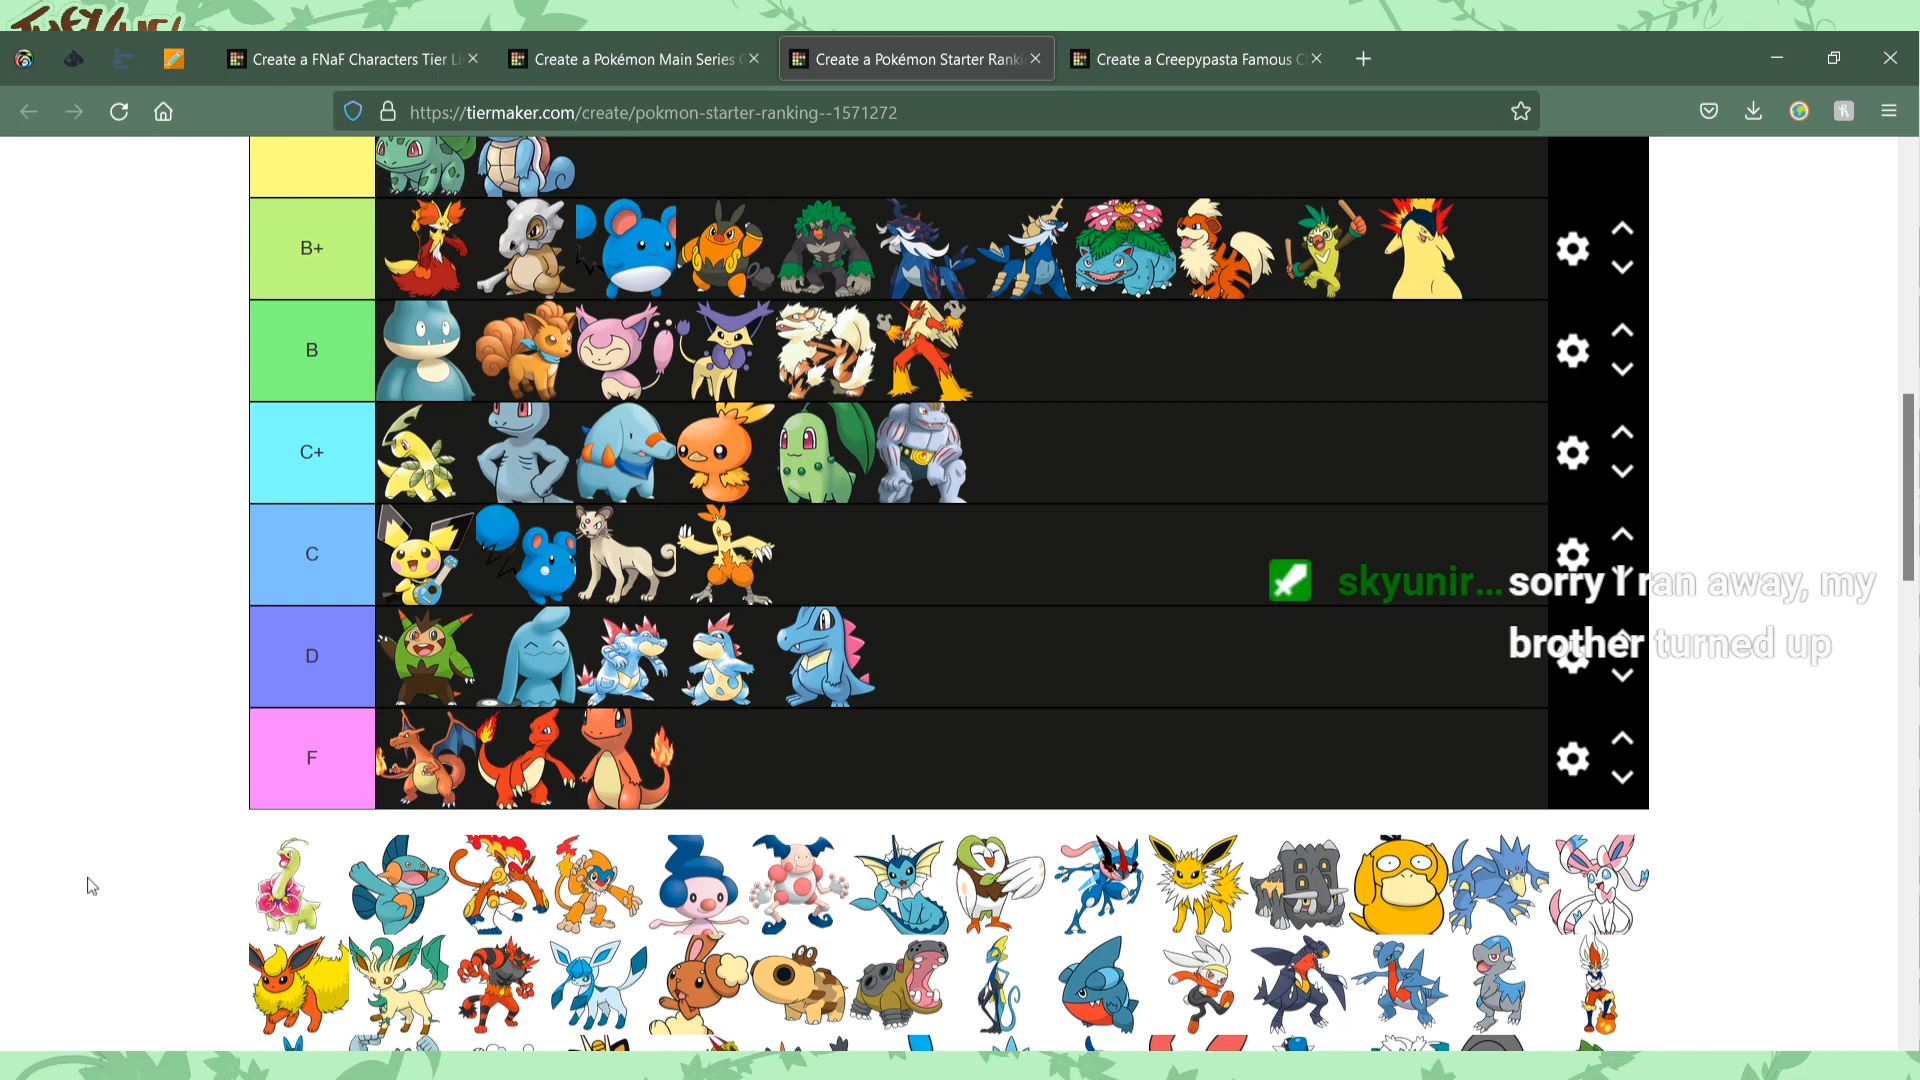 Create a FNaF Characters Tier Li
Create a Pokémon Main Series
Create a Pokémon Starter Ranki
Create a Creepypasta Famous C
https://tiermaker.com/create/pokmon-starter-ranking--1571272
B+
B
C+
C
skyunir... sorry I ran away, my
brother turned up
D
F